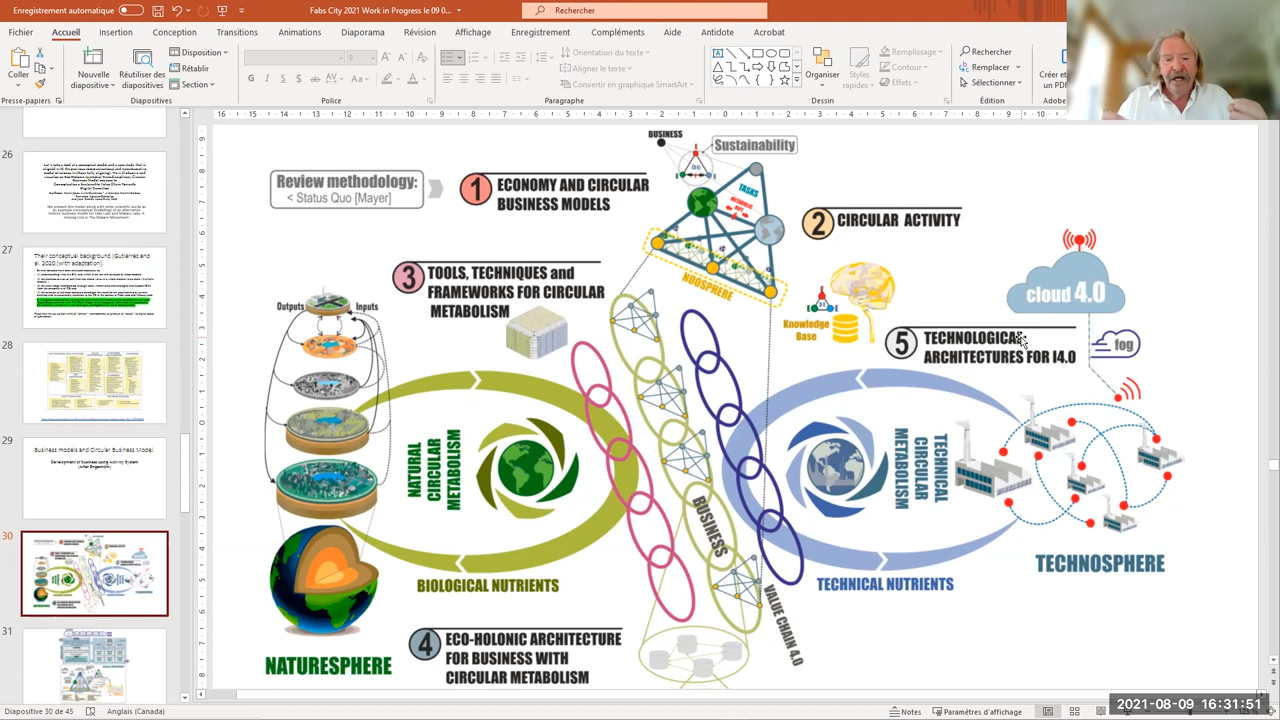 Enregistrement automatique
Fabs City 2021 Work in Progress le 09 0...
Rechercher
Fichier
Accueil
Insertion
Conception
Transitions
Animations
Diaporama
Révision
Affichage
Enregistrement
Compléments
Aide
Antidote
Acrobat
Coller
Nouvelle
diapositive
Réutiliser des
diapositives
Disposition
Rétablir
Section
Orientation du texte
Aligner le texte
Convertir en graphique SmartArt
Organiser
Styles
rapides
Remplissage
Contour
Effets
Rechercher
Remplacer
Sélectionner
Créer et
un PDF
Presse-papiers
Diapositives
Police
Paragraphe
Dessin
Édition
Adobe
26
27
Their conceptual background [Gutierrez et
al. 2020,(with adaptation).
28
29
Business models and Circular Business Model.
30
31
BUSINESS
Sustainability
Review methodology:
< Status Quo [Mayer]
1 ECONOMY AND CIRCULAR
BUSINESS MODELS
TASKS
2 CIRCULAR ACTIVITY
NOOSPHERE
3 TOOLS, TECHNIQUES and
FRAMEWORKS FOR CIRCULAR
METABOLISM
Outputs
Inputs
Knowledge
Base
cloud 4.0
fog
5 TECHNOLOGICAL
ARCHITECTURES FOR I4.0
NATURAL
CIRCULAR
METABOLISM
TECHNICAL
CIRCULAR
METABOLISM
BUSINESS
VALUE CHAIN 4.0
BIOLOGICAL NUTRIENTS
TECHNICAL NUTRIENTS
TECHNOSPHERE
NATURESPHERE
4 ECO-HOLONIC ARCHITECTURE
FOR BUSINESS WITH
CIRCULAR METABOLISM
Diapositive 30 de 45
Anglais (Canada)
Notes
Paramètres d'affichage
2021-08-09 16:31:51